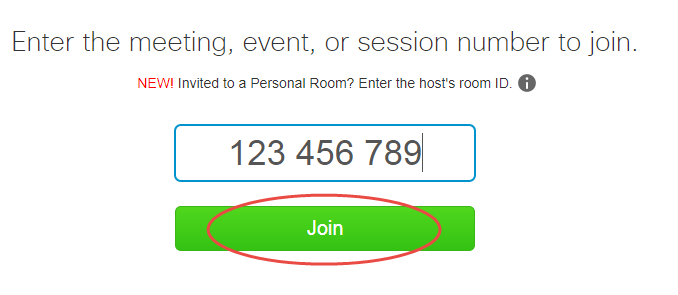 Enter the meeting, event, or session number to join.
NEW! Invited to a Personal Room? Enter the host's room ID. i
123 456 789
Join